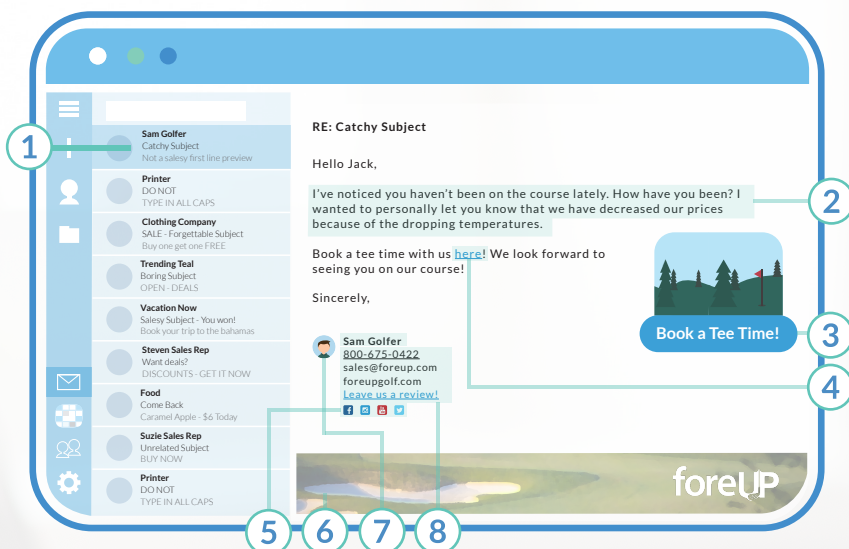 1
Sam Golfer
Catchy Subject
Not a salesy first line preview
Printer
DO NOT
TYPE IN ALL CAPS
Clothing Company
SALE - Forgettable Subject
Buy one get one FREE
Trending Teal
Boring Subject
OPEN - DEALS
Vacation Now
Salesy Subject - You won!
Book your trip to the bahamas
Steven Sales Rep
Want deals?
DISCOUNTS - GET IT NOW
Food
Come Back
Caramel Apple - $6 Today
Suzie Sales Rep
Unrelated Subject
BUY NOW
Printer
DO NOT
TYPE IN ALL CAPS
RE: Catchy Subject
Hello Jack,
I've noticed you haven't been on the course lately. How have you been? I
wanted to personally let you know that we have decreased our prices
because of the dropping temperatures.
2
Book a tee time with us here! We look forward to
seeing you on our course!
Sincerely,
Book a Tee Time!
3
4
Sam Golfer
800-675-0422
sales@foreup.com
foreupgolf.com
Leave us a review!
foreUP
5
6
7
8